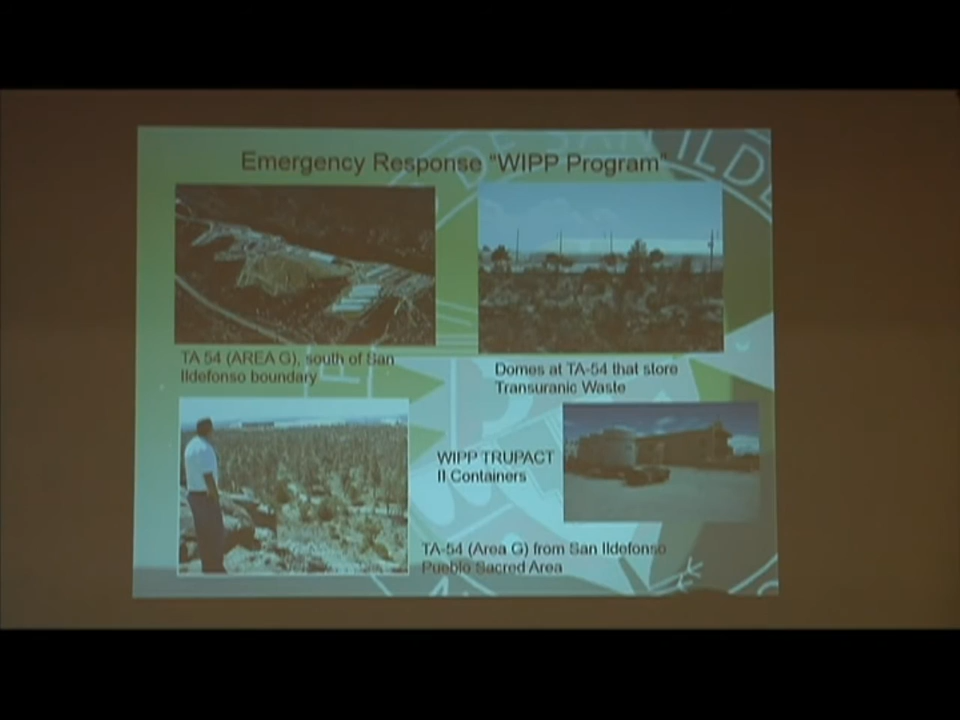 Emergency Response "WIPP Program"
TA 54 (AREA G), south of San
Ildefonso boundary
Domes at TA-54 that store
Transuranic Waste
WIPP TRUPACT
II Containers
TA-54 (Area G) from San Ildefonso
Pueblo Sacred Area